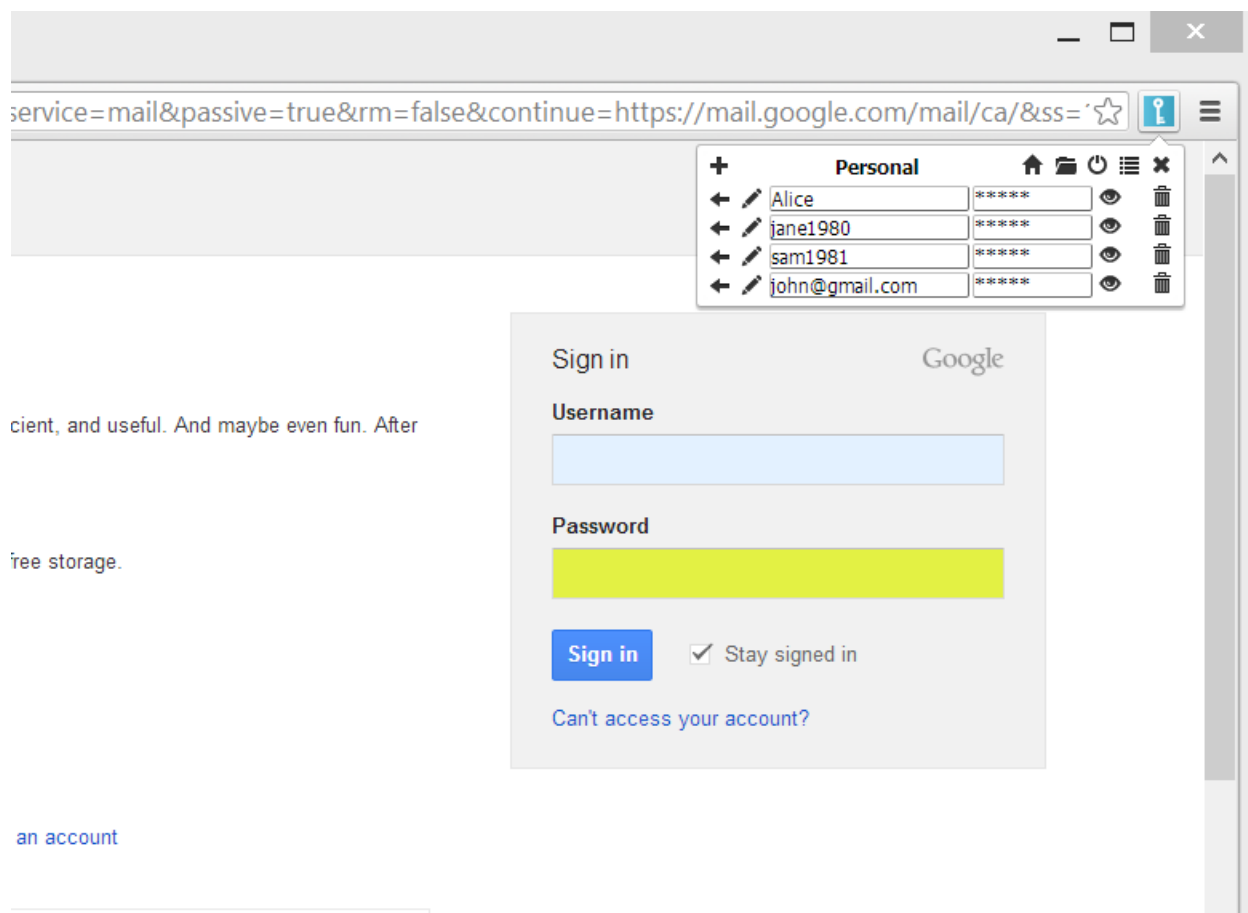 service=mail&passive=true&rm=false&continue=https://mail.google.com/mail/ca/&ss=
Personal
Alice *****
jane1980 *****
sam1981 *****
john@gmail.com *****
Sign in Google
Username
cient, and useful. And maybe even fun. After
Password
free storage.
Sign in Stay signed in
Can't access your account?
an account